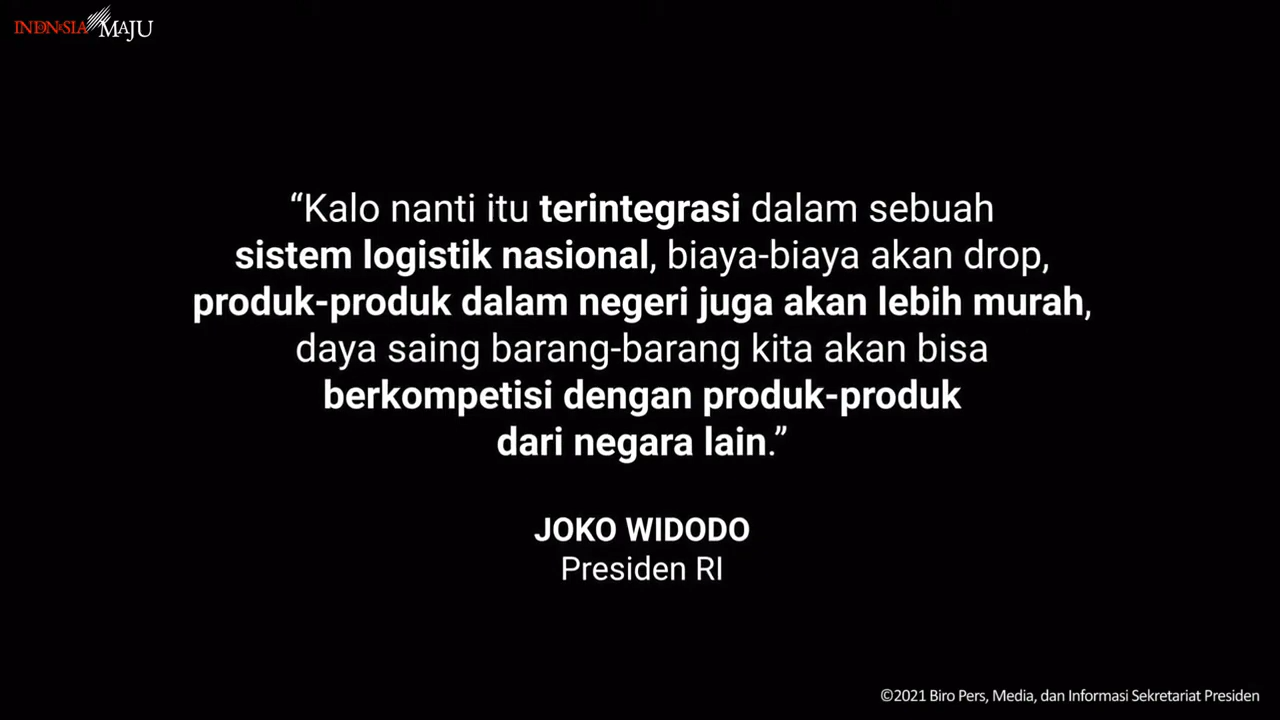 INDONESIA MAJU
“Kalo nanti itu terintegrasi dalam sebuah
sistem logistik nasional, biaya-biaya akan drop,
produk-produk dalam negeri juga akan lebih murah,
daya saing barang-barang kita akan bisa
berkompetisi dengan produk-produk
dari negara lain.”
JOKO WIDODO
Presiden RI
©2021 Biro Pers, Media, dan Informasi Sekretariat Presiden